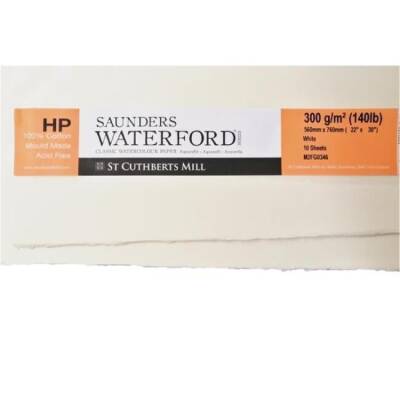 HP
100% Cotton
Mould Made
Acid Free
SAUNDERS
WATERFORD
CLASSIC WATERCOLOUR PAPER Aquarelle
ST CUTHBERTS MILL
300 g/m² (140lb)
560mm x 760mm ( 22" x 30")
White
10 Sheets